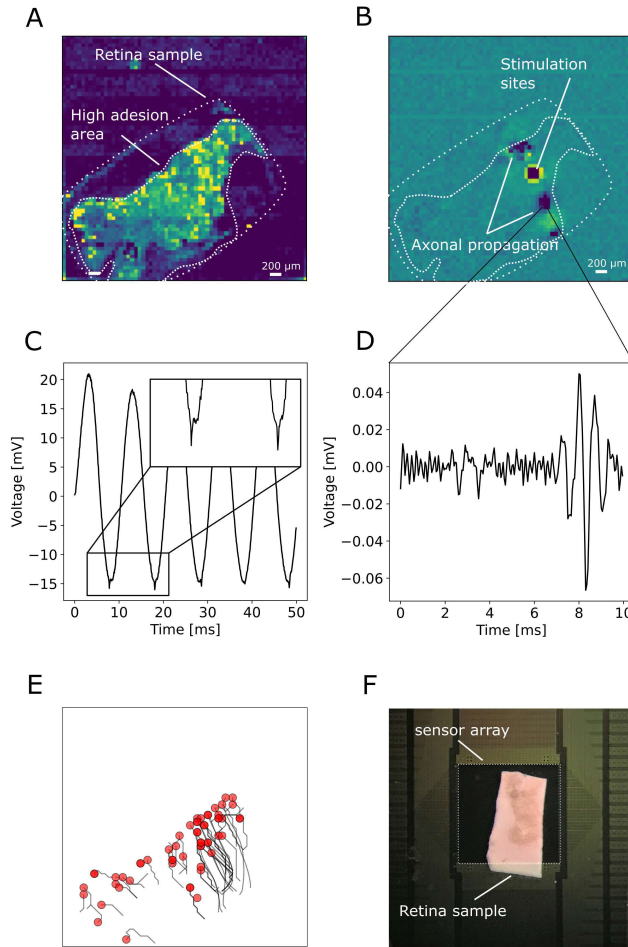 A
Retina sample
High adesion
area
200 µm
B
Stimulation
sites
Axonal propagation
200 µm
C
Voltage [mV]
20
15
10
5
0
−5
−10
−15
0
10
20
30
40
50
Time [ms]
D
Voltage [mV]
0.04
0.02
0.00
−0.02
−0.04
−0.06
0
2
4
6
8
10
Time [ms]
E
F
sensor array
Retina sample